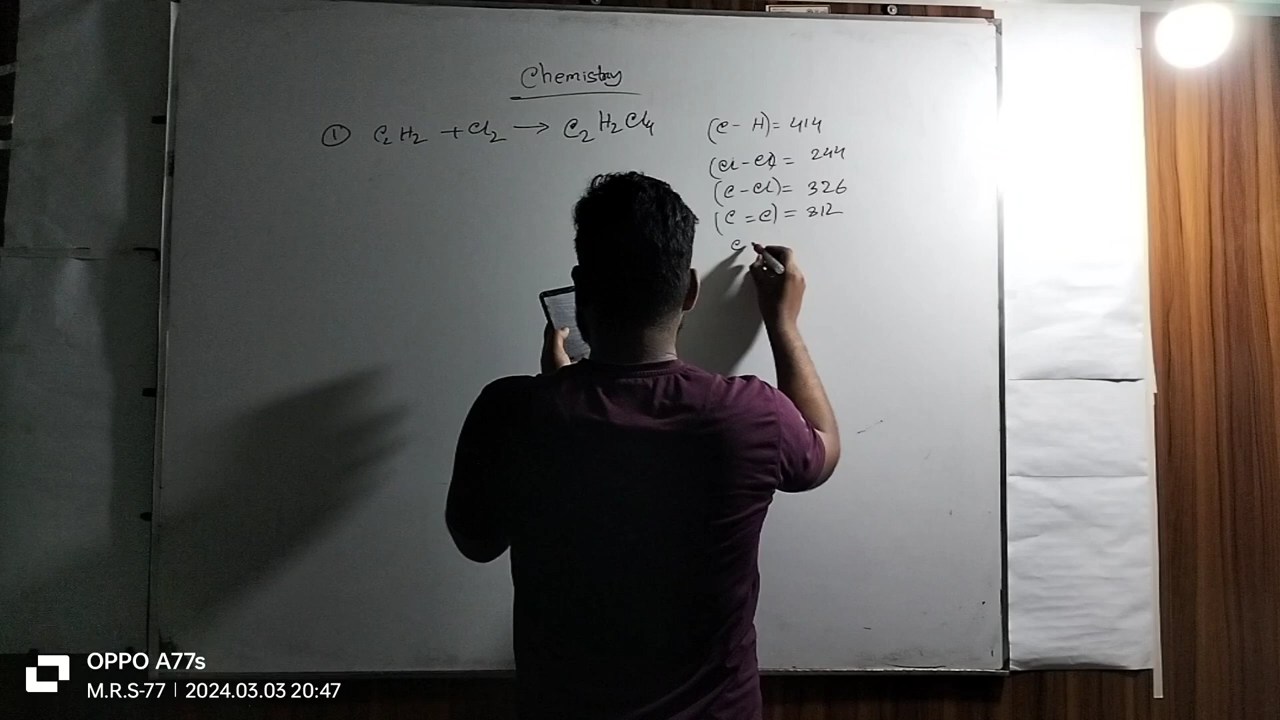 Chemistry
① C₂H₂ + Cl₂ → C₂H₂Cl₄
(C - H) = 414
(Cl - Cl) = 244
(C - Cl) = 326
(C = C) = 812
C
OPPO A77s
M.R.S-77 | 2024.03.03 20:47